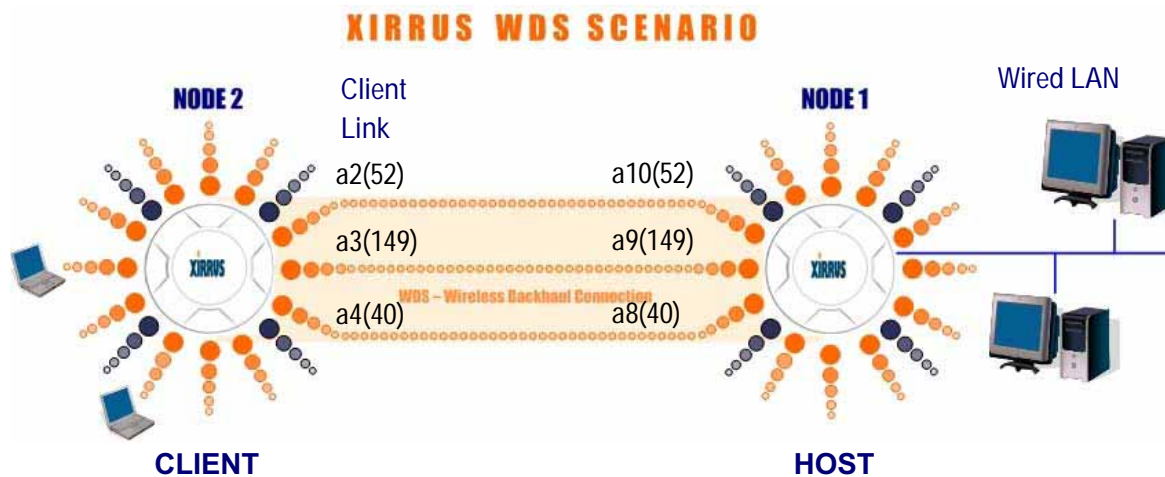 XIRRUS WDS SCENARIO
NODE 2
Client
Link
NODE 1
Wired LAN
a2(52)
a10(52)
a3(149)
a9(149)
XIRRUS
XIRRUS
WDS – Wireless Backhaul Connection
a4(40)
a8(40)
CLIENT
HOST